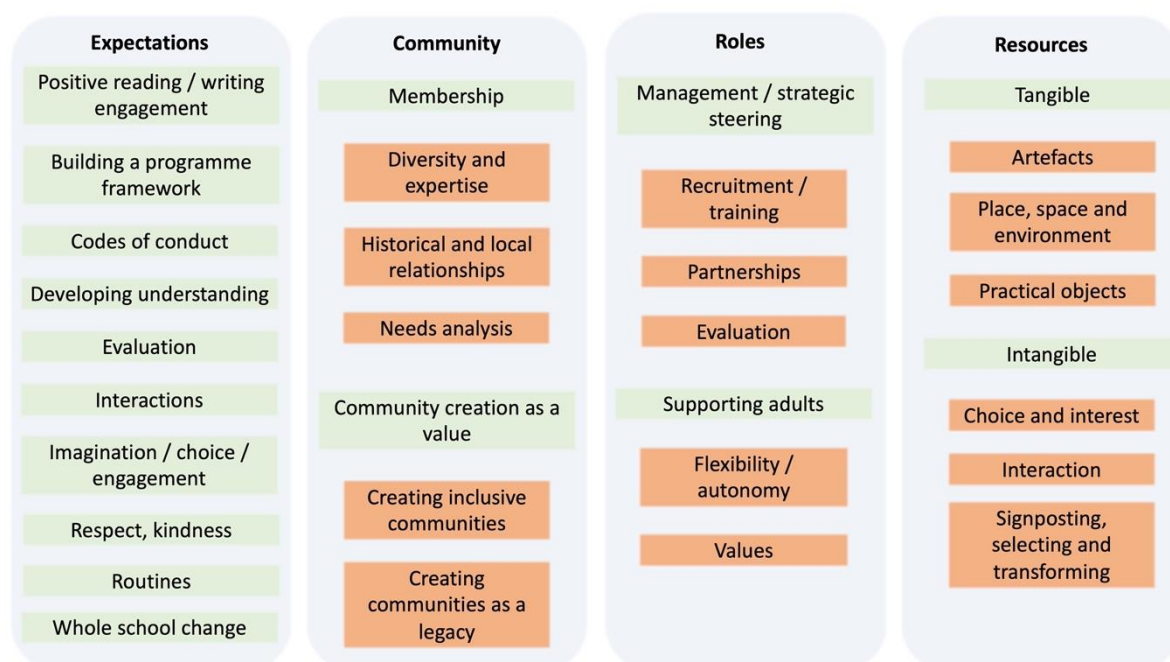 Expectations
Positive reading / writing
engagement
Building a programme
framework
Codes of conduct
Developing understanding
Evaluation
Interactions
Imagination / choice /
engagement
Respect, kindness
Routines
Whole school change
Community
Membership
Diversity and
expertise
Historical and local
relationships
Needs analysis
Community creation as a
value
Creating inclusive
communities
Creating
communities as a
legacy
Roles
Management / strategic
steering
Recruitment /
training
Partnerships
Evaluation
Supporting adults
Flexibility /
autonomy
Values
Resources
Tangible
Artefacts
Place, space and
environment
Practical objects
Intangible
Choice and interest
Interaction
Signposting,
selecting and
transforming